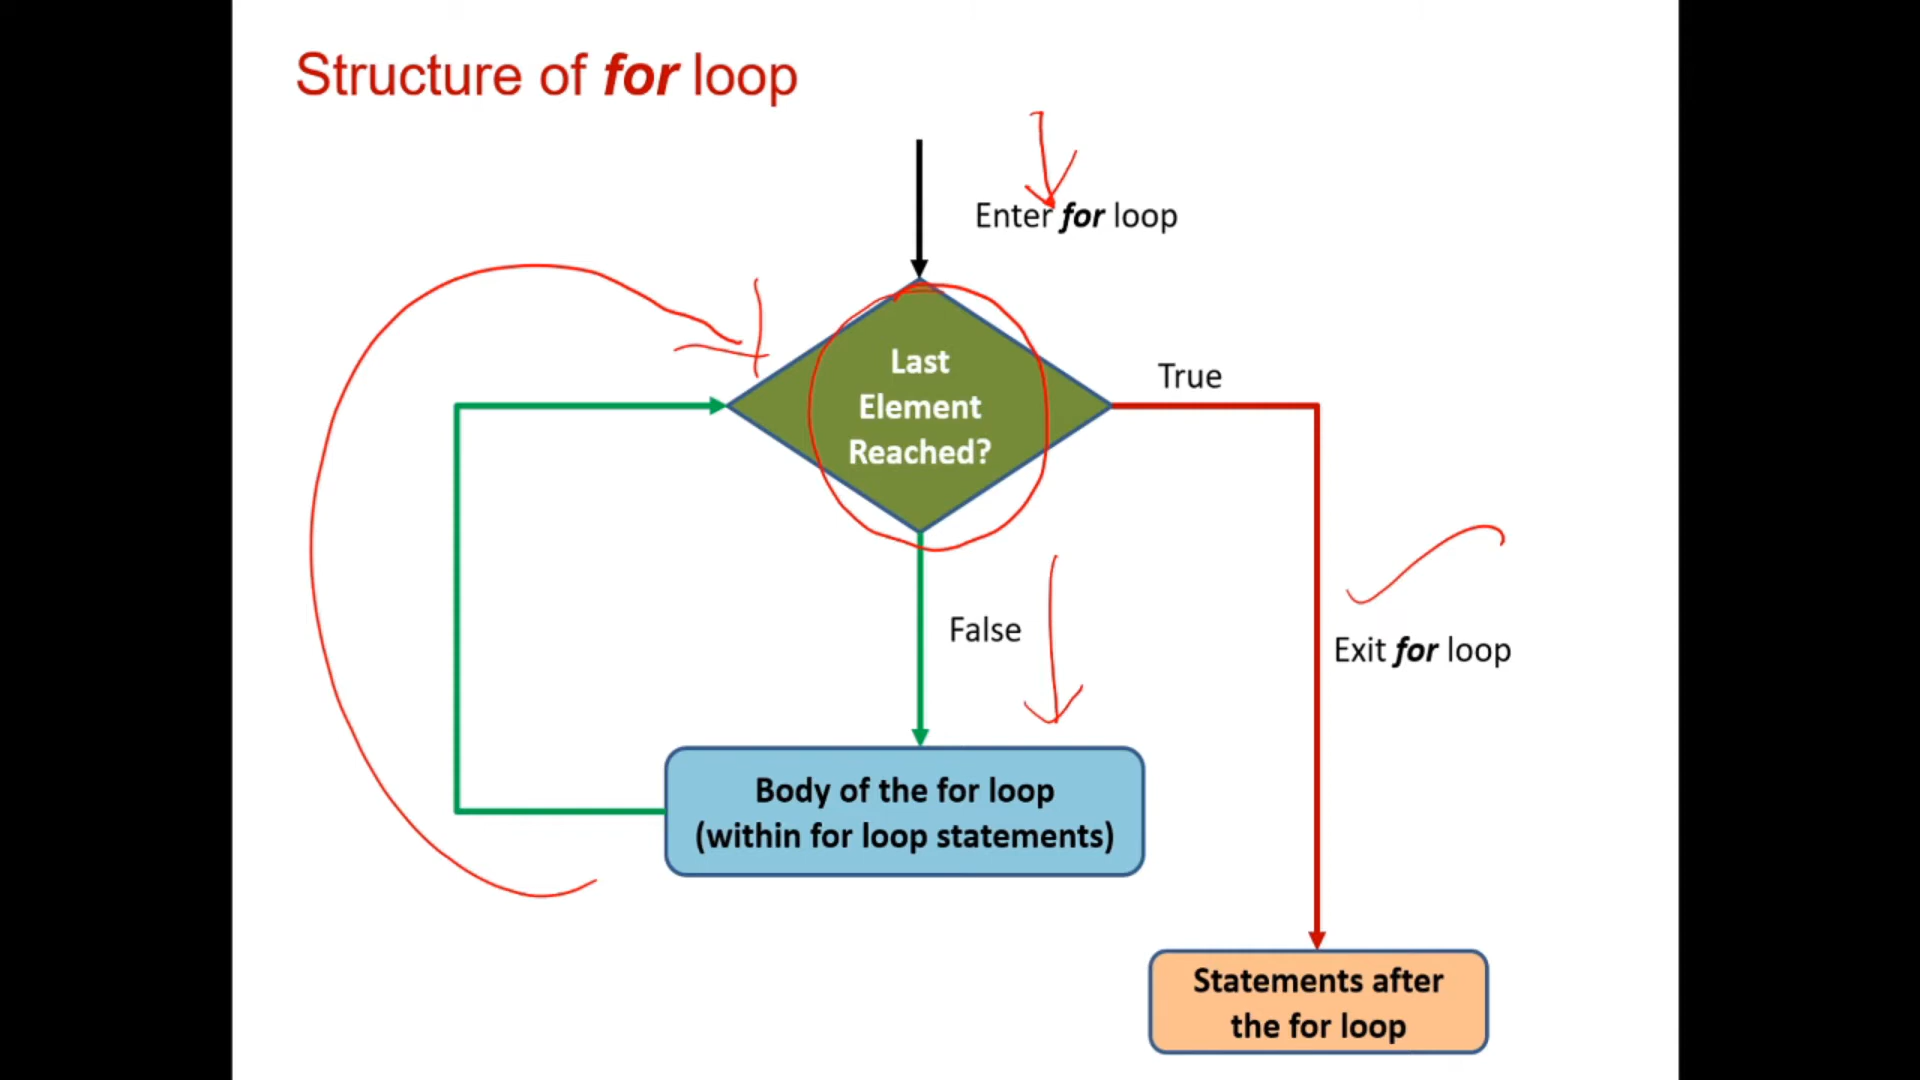 Structure of for loop
Enter for loop
Last
Element
Reached?
True
False
Exit for loop
Body of the for loop
(within for loop statements)
Statements after
the for loop